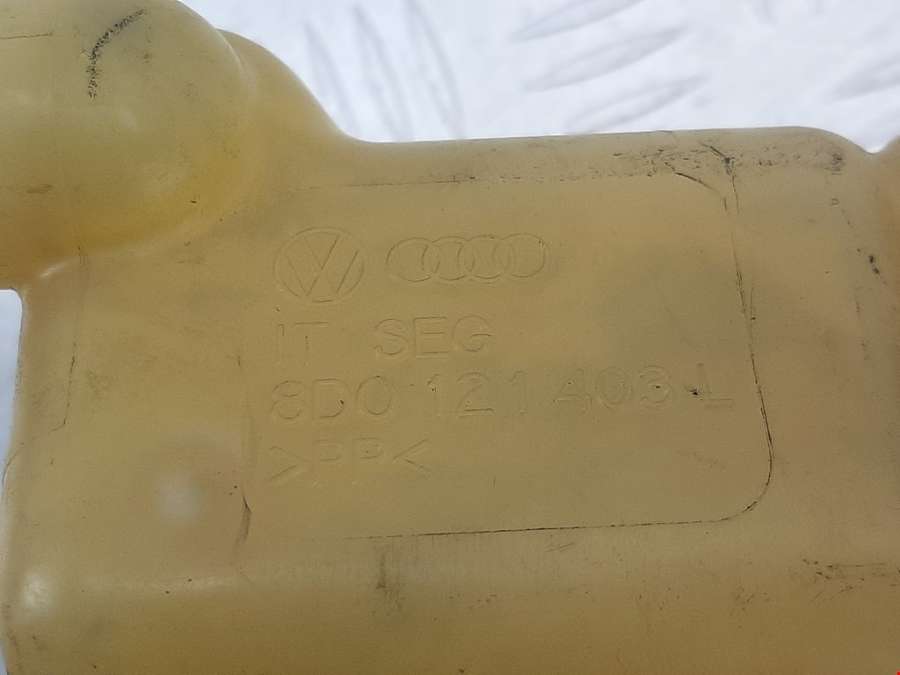 IT SEG
8D0 121 403 L
>PP<